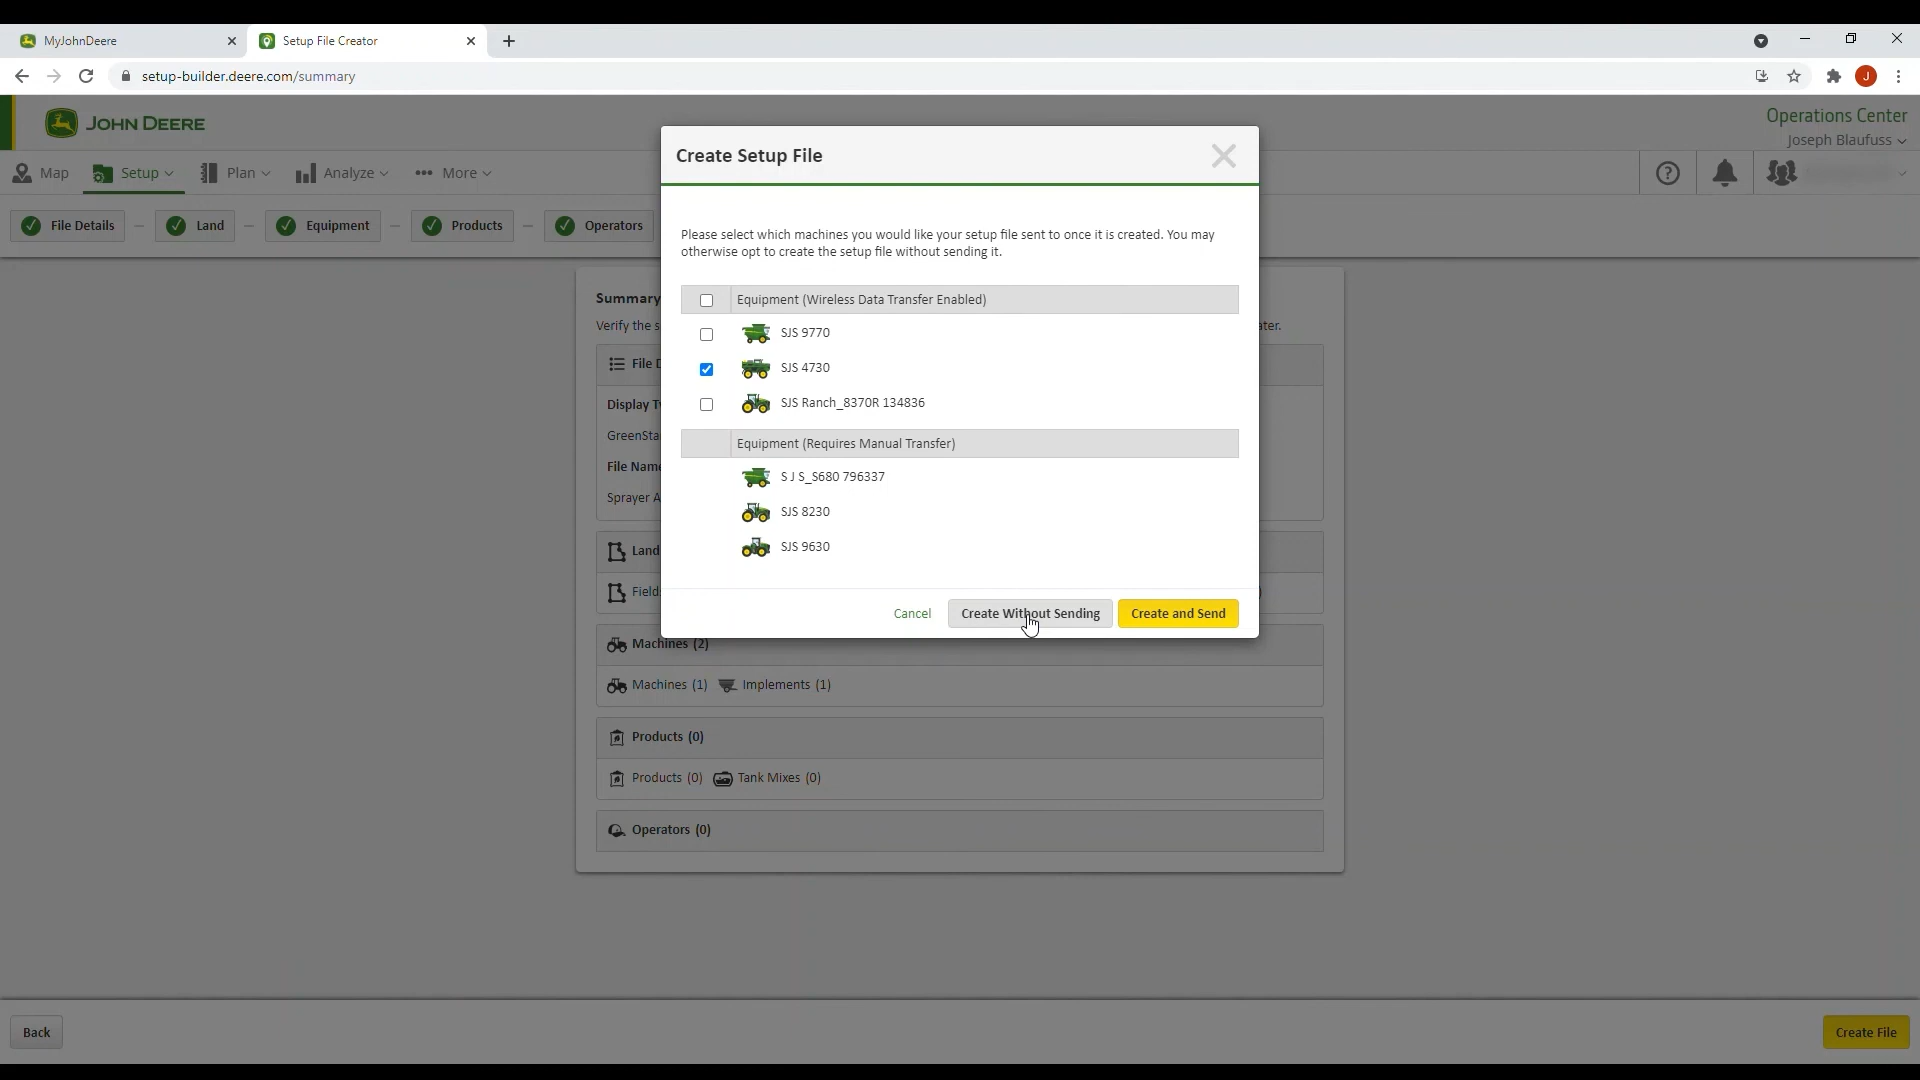 MyJohnDeere
Setup File Creator
setup-builder.deere.com/summary
J
JOHN DEERE
Operations Center
Joseph Blaufuss
Map
Setup
Plan
Analyze
More
File Details
Land
Equipment
Products
Operators
Create Setup File
Please select which machines you would like your setup file sent to once it is created. You may
otherwise opt to create the setup file without sending it.
Equipment (Wireless Data Transfer Enabled)
SJS 9770
SJS 4730
SJS Ranch_8370R 134836
Equipment (Requires Manual Transfer)
S J S_S680 796337
SJS 8230
SJS 9630
Cancel
Create Without Sending
Create and Send
Summary
Verify the s
ater.
File D
Display T
GreenSta
File Name
Sprayer A
Land
Field
)
Machines (2)
Machines (1) Implements (1)
Products (0)
Products (0) Tank Mixes (0)
Operators (0)
Back
Create File